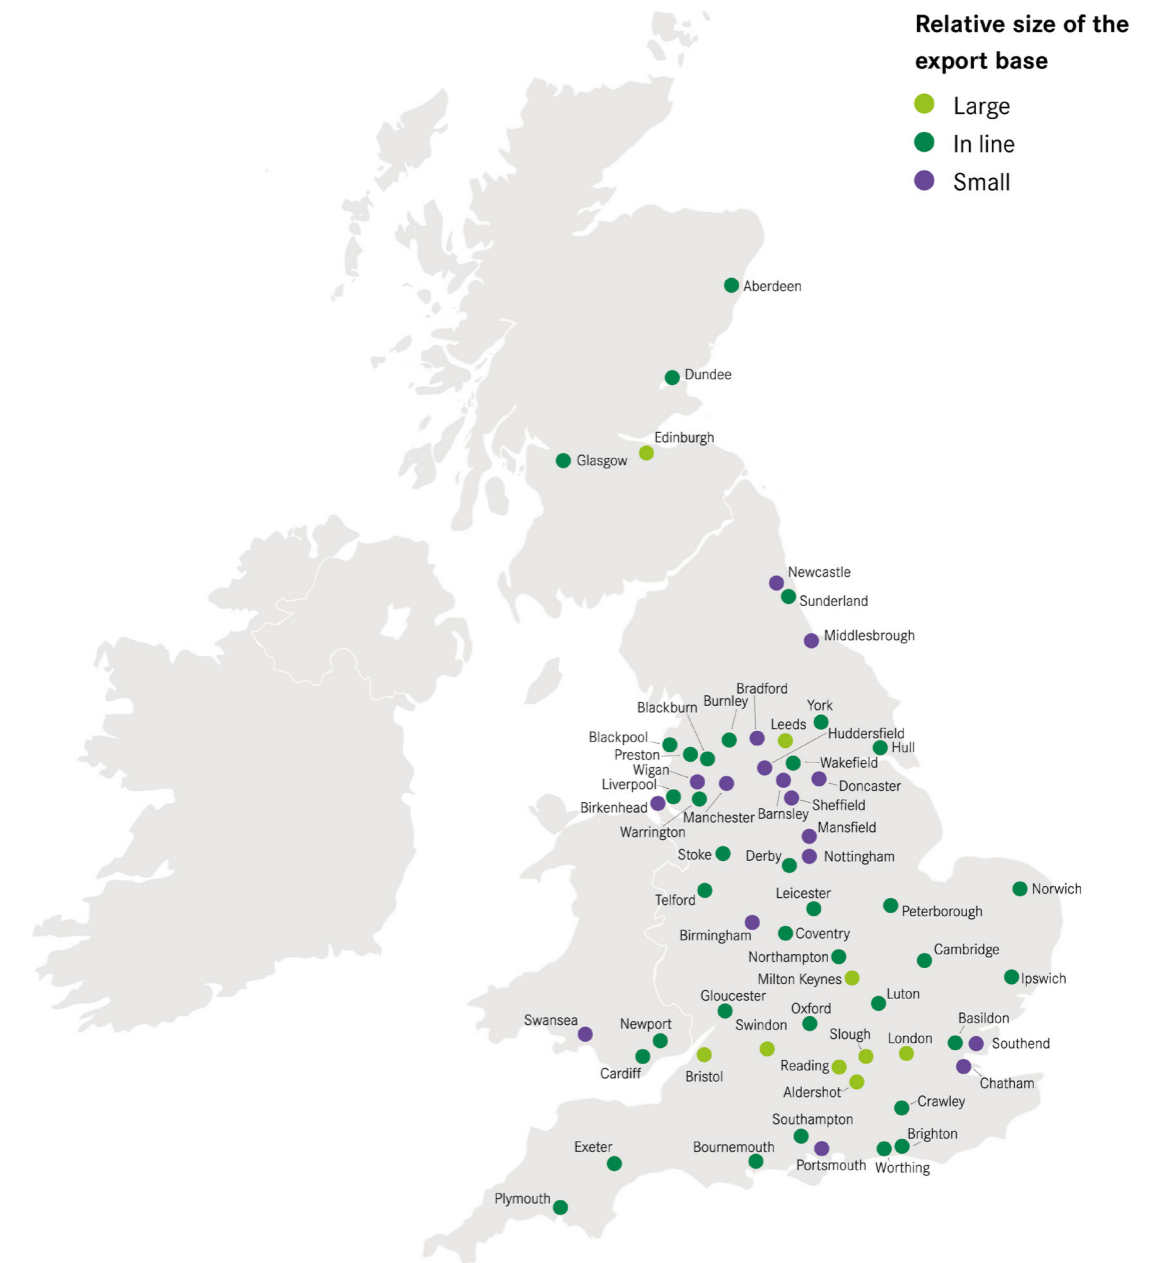 Relative size of the
export base
Large
In line
Small
Aberdeen
Dundee
Edinburgh
Glasgow
Newcastle
Sunderland
Middlesbrough
Bradford
Burnley
Blackburn
York
Leeds
Huddersfield
Blackpool
Hull
Preston
Wakefield
Wigan
Liverpool
Doncaster
Birkenhead
Sheffield
Barnsley
Manchester
Warrington
Mansfield
Stoke
Derby
Nottingham
Leicester
Norwich
Telford
Peterborough
Birmingham
Coventry
Cambridge
Northampton
Milton Keynes
Ipswich
Luton
Gloucester
Oxford
Basildon
Swansea
Newport
Swindon
Slough
London
Southend
Reading
Cardiff
Bristol
Chatham
Aldershot
Crawley
Southampton
Brighton
Exeter
Bournemouth
Portsmouth
Worthing
Plymouth